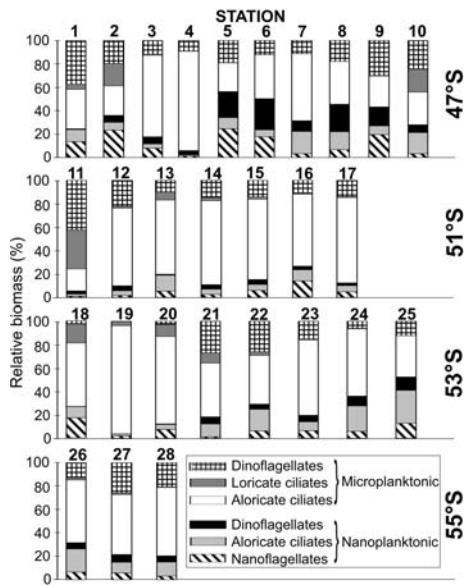 STATION
1 2 3 4 5 6 7 8 9 10
100
80
60
40
20
0
47°S
11 12 13 14 15 16 17
100
80
60
40
20
0
51°S
Relative biomass (%)
18 19 20 21 22 23 24 25
100
80
60
40
20
0
53°S
26 27 28
100
80
60
40
20
0
55°S
Dinoflagellates
Loricate ciliates
Aloricate ciliates
Microplanktonic
Dinoflagellates
Aloricate ciliates
Nanoflagellates
Nanoplanktonic